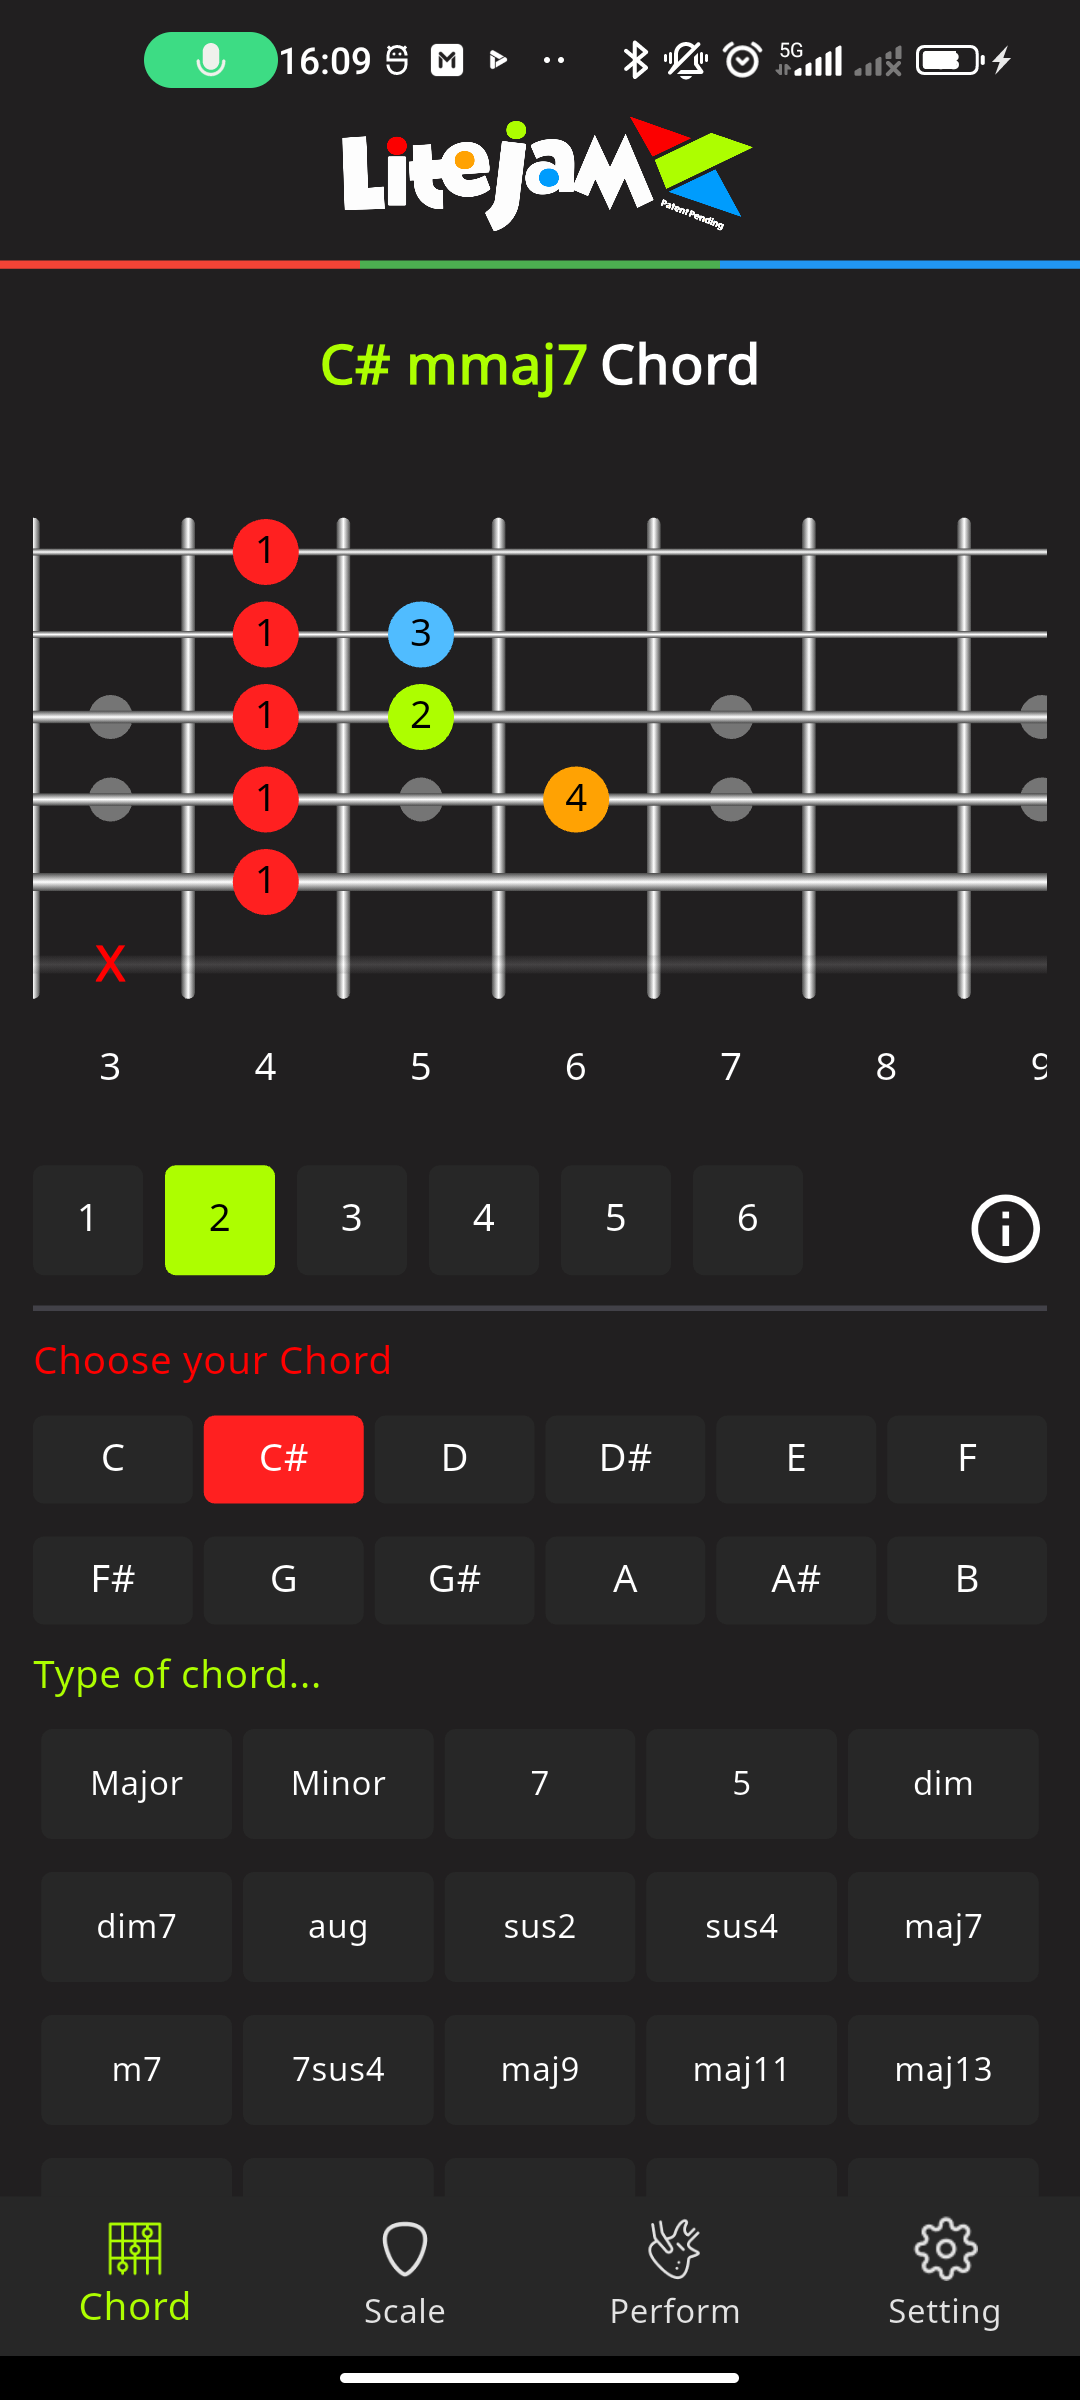 16:09 5G
LitejaM
Patent Pending
C# mmaj7 Chord
1
1 3
1 2
1 4
1
X
3 4 5 6 7 8 9
1 2 3 4 5 6
Choose your Chord
C C# D D# E F
F# G G# A A# B
Type of chord...
Major Minor 7 5 dim
dim7 aug sus2 sus4 maj7
m7 7sus4 maj9 maj11 maj13
Chord Scale Perform Setting